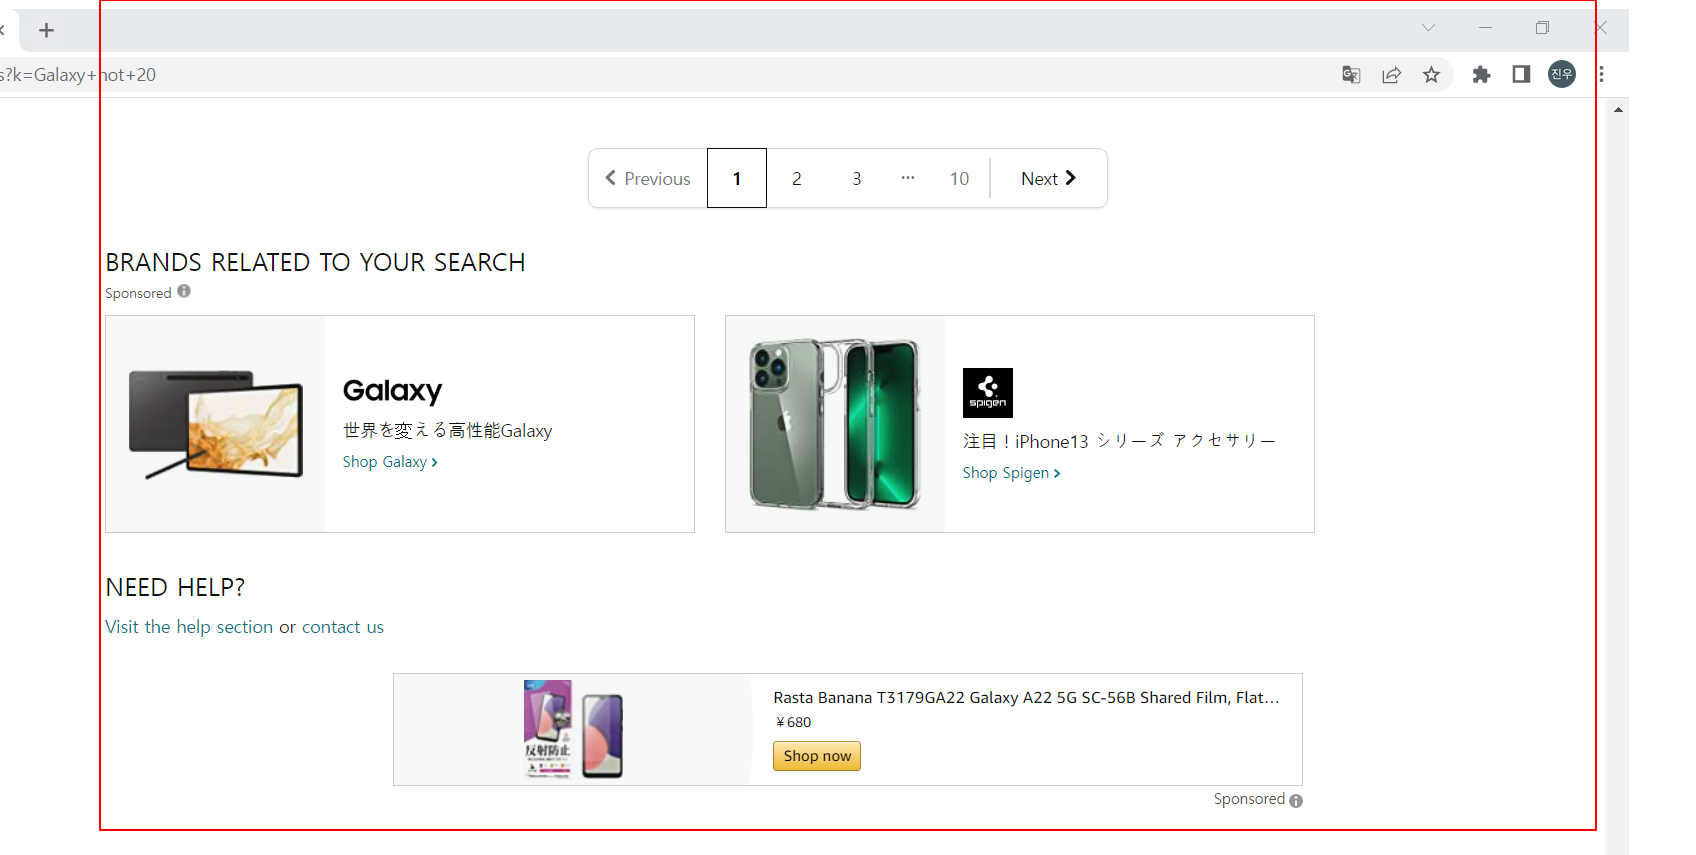 s?k=Galaxy+not+20
진우
Previous 1 2 3 ... 10 Next
BRANDS RELATED TO YOUR SEARCH
Sponsored
Galaxy
世界を変える高性能Galaxy
Shop Galaxy ›
spigen
注目！iPhone13 シリーズ アクセサリー
Shop Spigen ›
NEED HELP?
Visit the help section or contact us
反射防止
Rasta Banana T3179GA22 Galaxy A22 5G SC-56B Shared Film, Flat...
￥680
Shop now
Sponsored